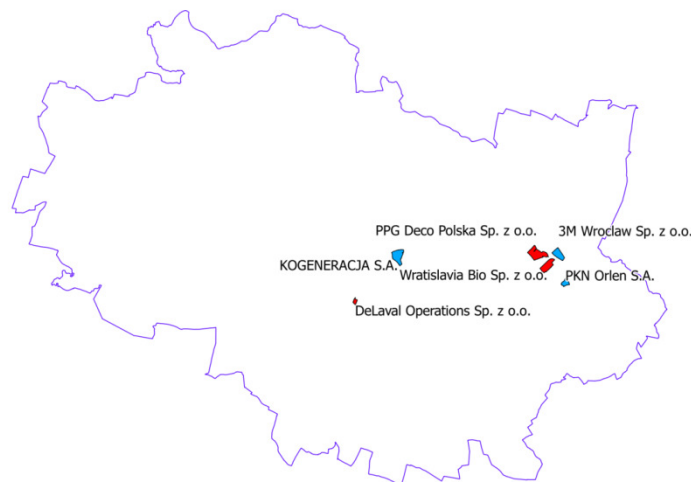 PPG Deco Polska Sp. z o.o.
3M Wroclaw Sp. z o.o.
KOGENERACJA S.A.
Wratislavia Bio Sp. z o.o.
PKN Orlen S.A.
DeLaval Operations Sp. z o.o.